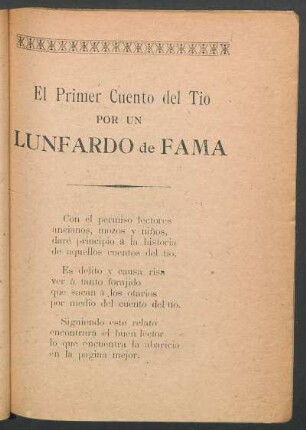 El Primer Cuento del Tio
POR UN
LUNFARDO de FAMA
Con el permiso lectores
ancianos, mozos y niños,
daré principio á la historia
de aquellos cuentos del tio.
Es delito y causa risa
ver á tanto forajido
que sacan á los otarios
por medio del cuento del tio.
Siguiendo este relato
encontrará el buen lector
lo que encuentra la abaricia
en la pagina mejor.